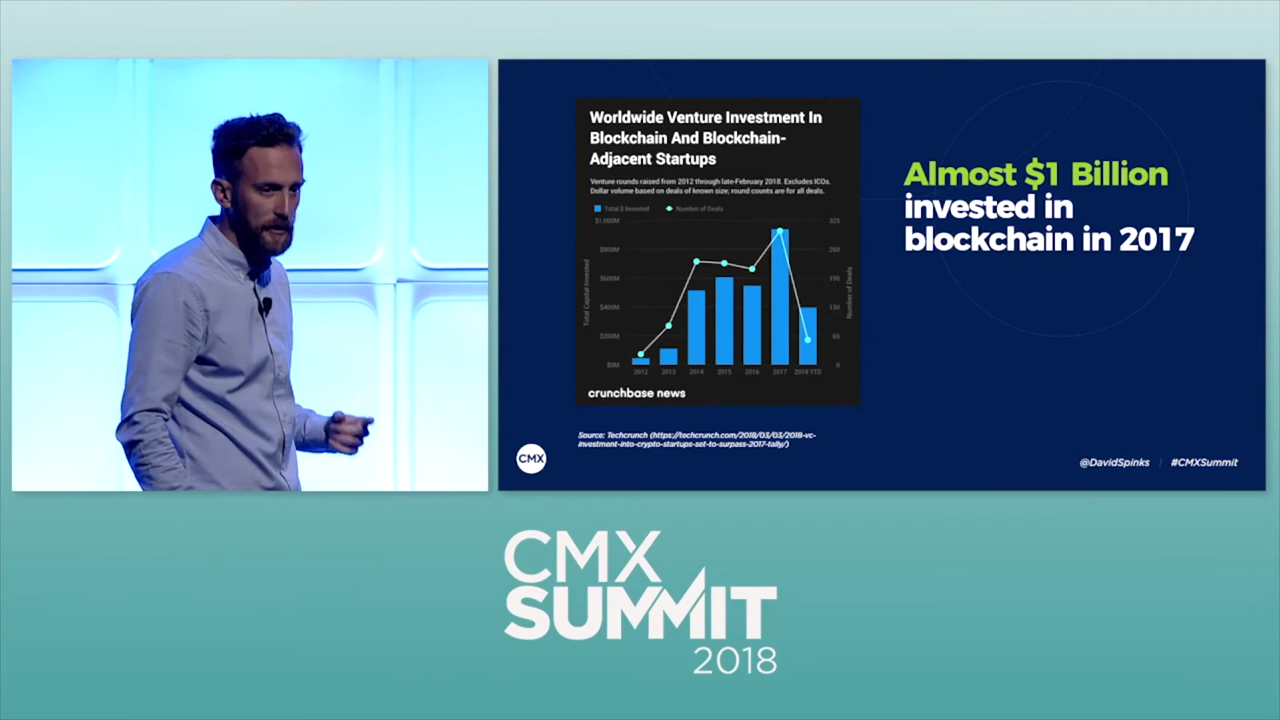 Worldwide Venture Investment In
Blockchain And Blockchain-
Adjacent Startups
Venture rounds raised from 2012 through late-February 2018. Excludes ICOs.
Dollar volume based on deals of known size; round counts are for all deals.
Total $ Invested Number of Deals
$1,000M
$800M
$600M
$400M
$200M
$0M
Total Capital Invested
325
260
195
130
65
0
Number of Deals
2012 2013 2014 2015 2016 2017 2018 YTD
crunchbase news
Almost $1 Billion
invested in
blockchain in 2017
Source: Techcrunch (https://techcrunch.com/2018/03/03/2018-vc-
investment-into-crypto-startups-set-to-surpass-2017-tally/)
CMX
@DavidSpinks | #CMXSummit
CMX
SUMMIT
2018